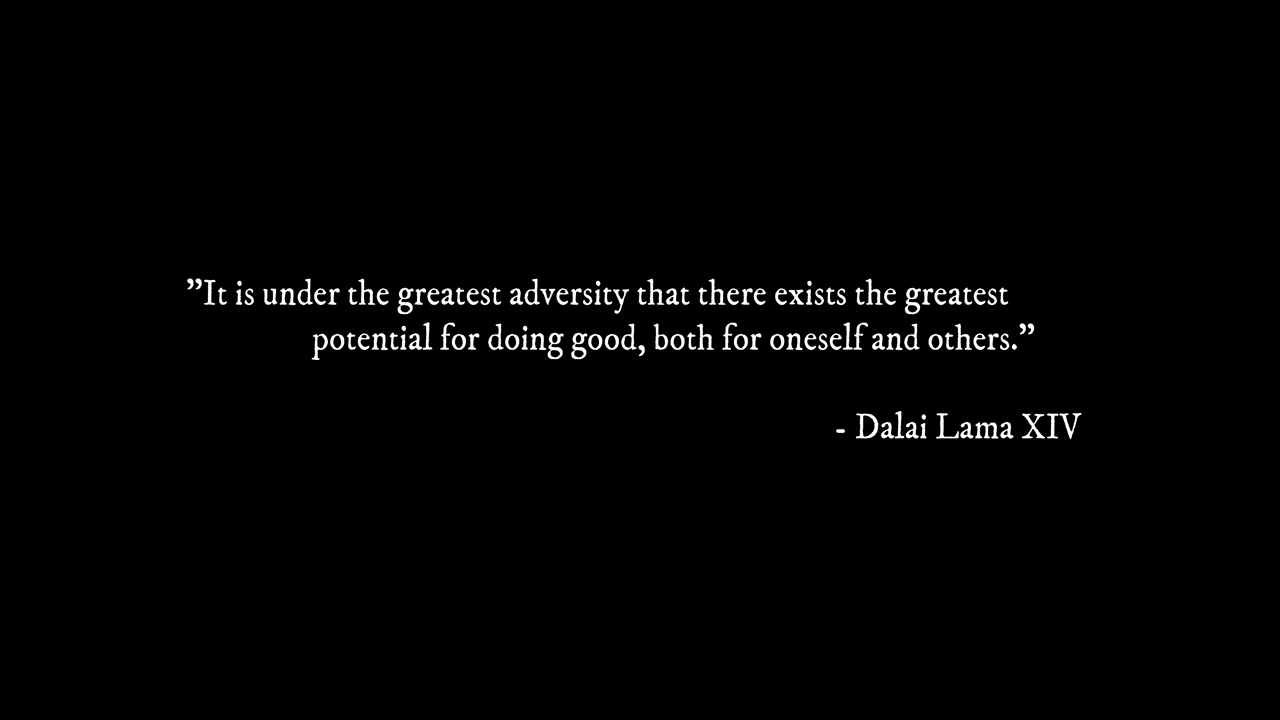 ”It is under the greatest adversity that there exists the greatest
potential for doing good, both for oneself and others.”
- Dalai Lama XIV